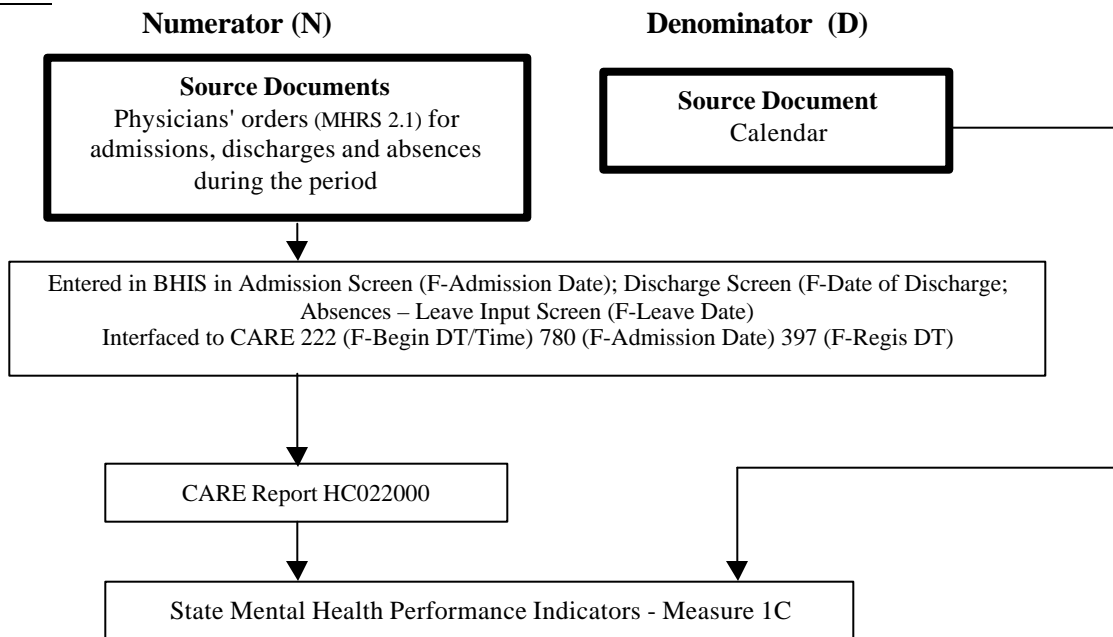 Numerator (N)
Denominator (D)
Source Documents
Physicians' orders (MHRS 2.1) for
admissions, discharges and absences
during the period
Source Document
Calendar
Entered in BHIS in Admission Screen (F-Admission Date); Discharge Screen (F-Date of Discharge;
Absences – Leave Input Screen (F-Leave Date)
Interfaced to CARE 222 (F-Begin DT/Time) 780 (F-Admission Date) 397 (F-Regis DT)
CARE Report HC022000
State Mental Health Performance Indicators - Measure 1C